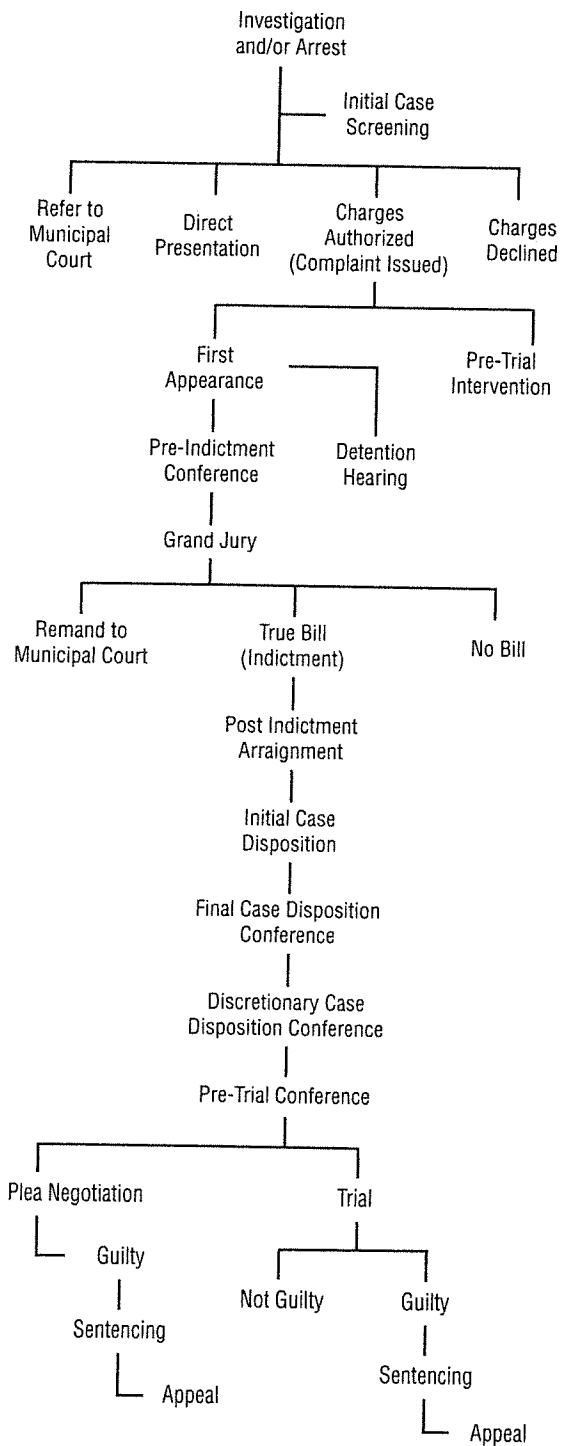 Investigation
and/or Arrest
Initial Case
Screening
Refer to
Municipal
Court
Direct
Presentation
Charges
Authorized
(Complaint Issued)
Charges
Declined
First
Appearance
Pre-Trial
Intervention
Pre-Indictment
Conference
Detention
Hearing
Grand Jury
Remand to
Municipal Court
True Bill
(Indictment)
No Bill
Post Indictment
Arraignment
Initial Case
Disposition
Final Case Disposition
Conference
Discretionary Case
Disposition Conference
Pre-Trial Conference
Plea Negotiation
Trial
Guilty
Not Guilty
Guilty
Sentencing
Sentencing
Appeal
Appeal